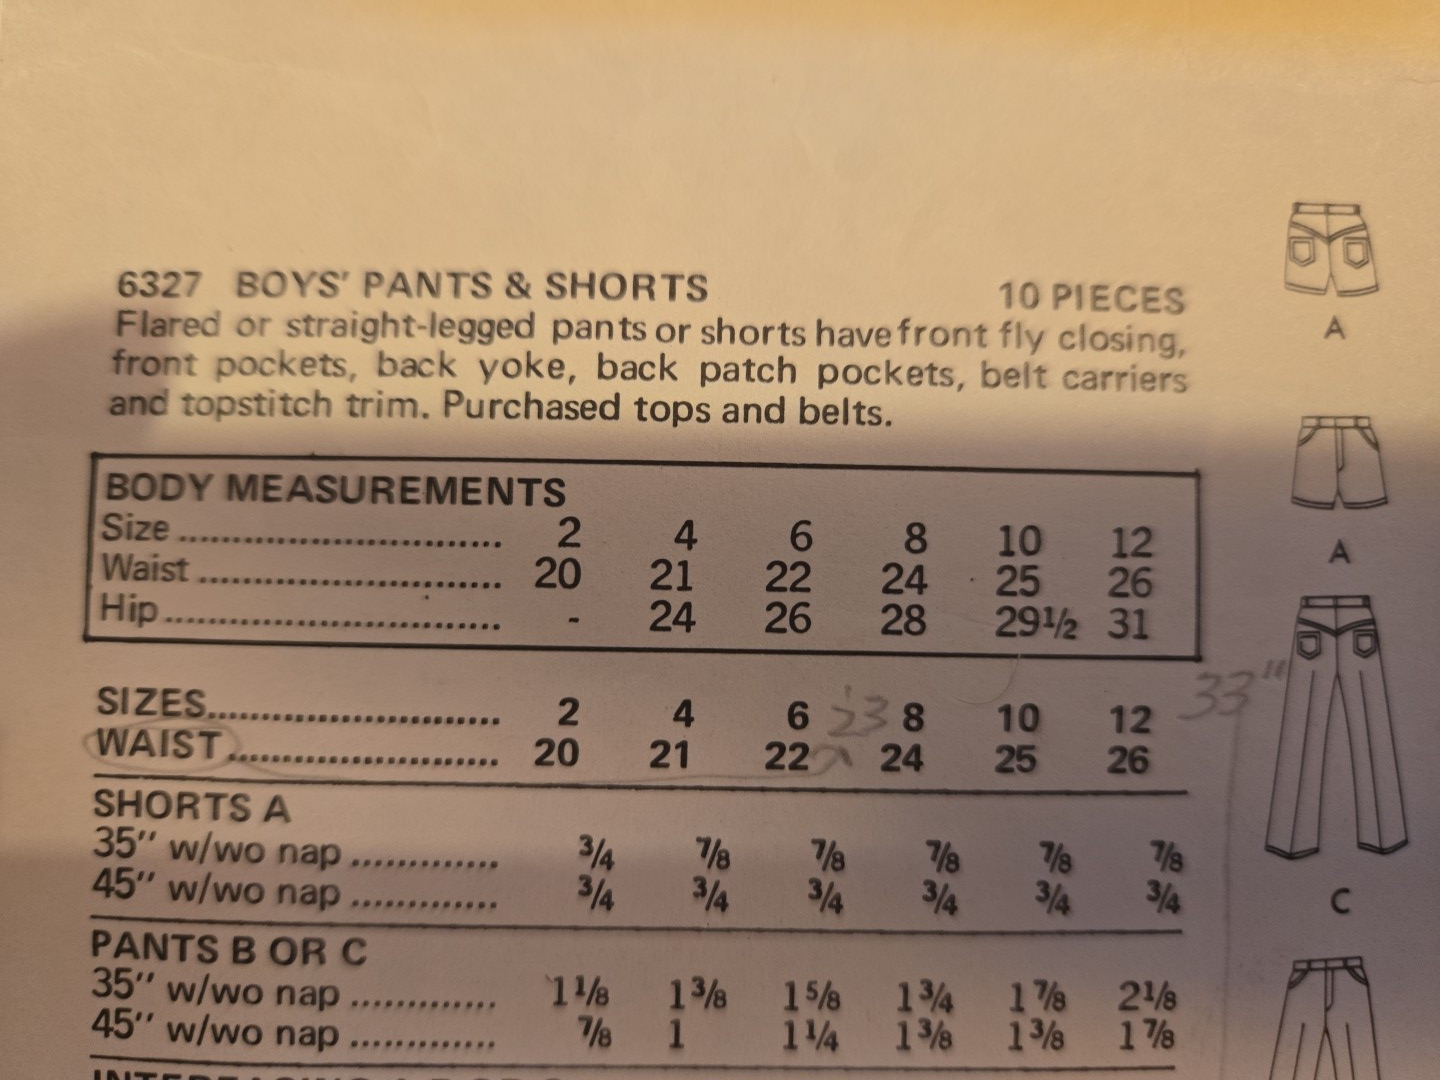 6327 BOYS' PANTS & SHORTS 10 PIECES
Flared or straight-legged pants or shorts have front fly closing,
front pockets, back yoke, back patch pockets, belt carriers
and topstitch trim. Purchased tops and belts.
BODY MEASUREMENTS
Size ............................ 2 4 6 8 10 12
Waist .......................... 20 21 22 24 25 26
Hip ............................. - 24 26 28 29½ 31
SIZES.......................... 2 4 6 23 8 10 12 33"
WAIST........................ 20 21 22 24 25 26
SHORTS A
35" w/wo nap ............. ¾ ⅞ ⅞ ⅞ ⅞ ⅞
45" w/wo nap ............. ¾ ¾ ¾ ¾ ¾ ¾
PANTS B OR C
35" w/wo nap ............. 1⅛ 1⅜ 1⅝ 1¾ 1⅞ 2⅛
45" w/wo nap ............. ⅞ 1 1¼ 1⅜ 1⅜ 1⅞
A
A
C